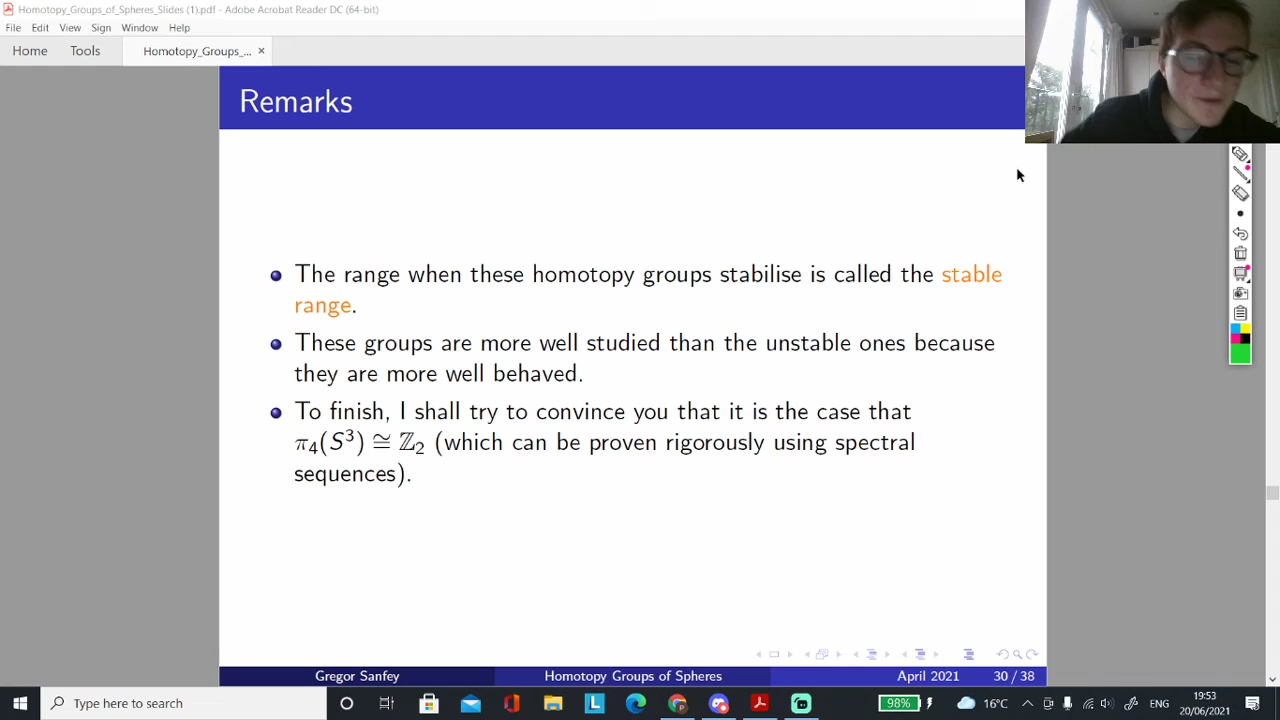 Homotopy_Groups_of_Spheres_Slides (1).pdf - Adobe Acrobat Reader DC (64-bit)
File Edit View Sign Window Help
Home Tools Homotopy_Groups_... ×
Remarks
The range when these homotopy groups stabilise is called the stable
range.
These groups are more well studied than the unstable ones because
they are more well behaved.
To finish, I shall try to convince you that it is the case that
π₄(S³) ≅ ℤ₂ (which can be proven rigorously using spectral
sequences).
Gregor Sanfey Homotopy Groups of Spheres April 2021 30 / 38
Type here to search 98% 16°C ENG 19:53
20/06/2021